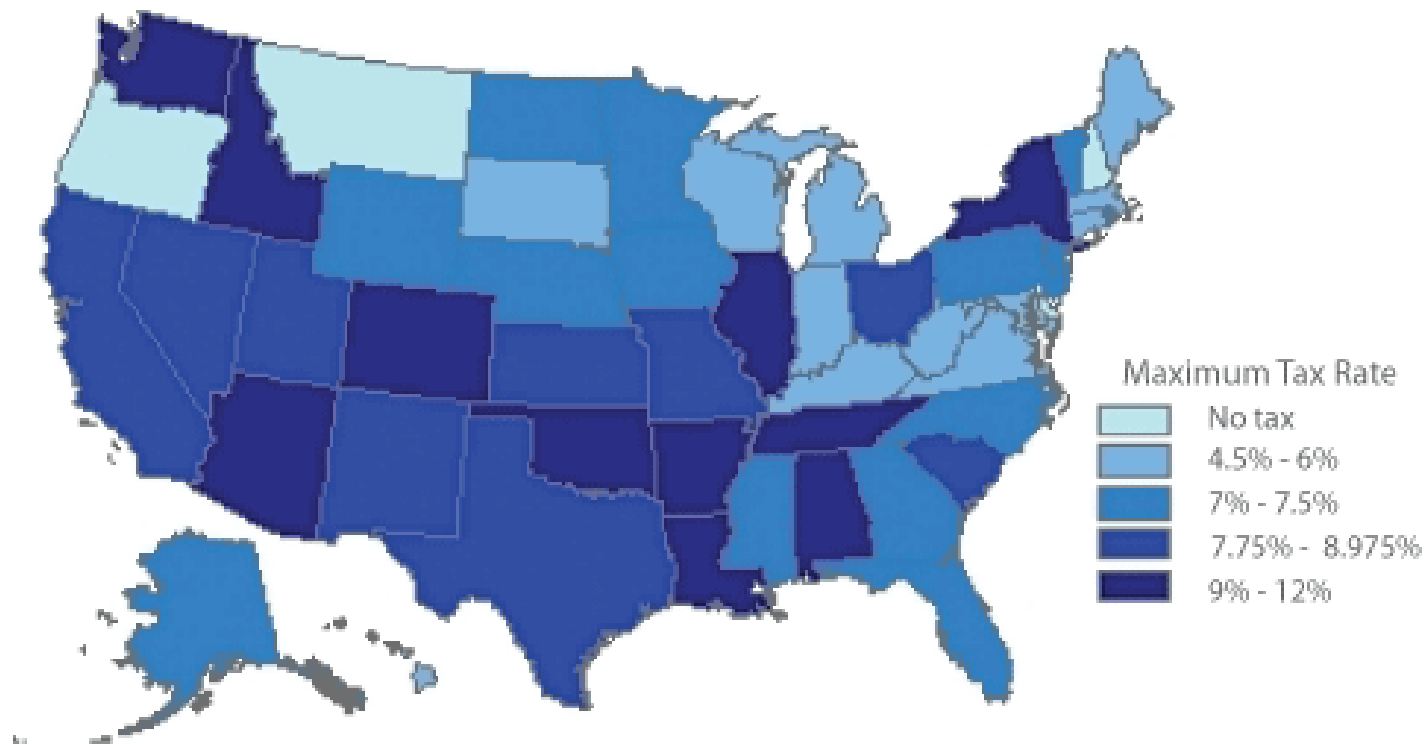 Maximum Tax Rate
No tax
4.5% - 6%
7% - 7.5%
7.75% - 8.975%
9% - 12%